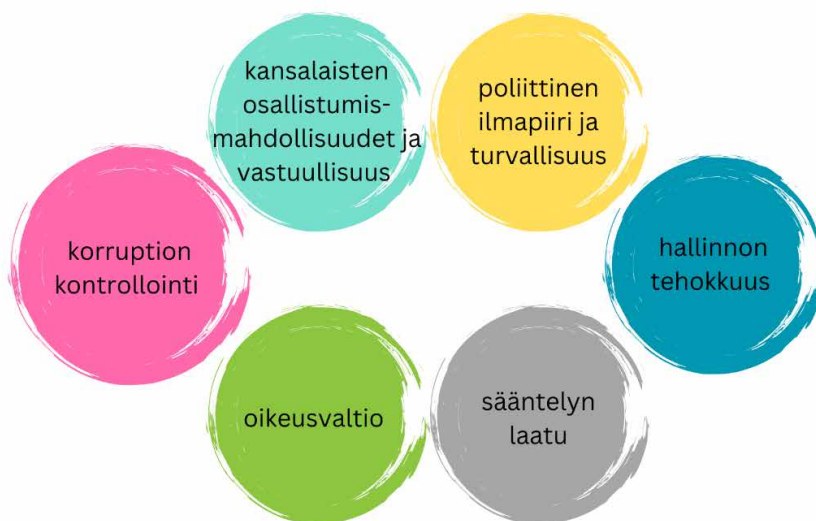 kansalaisten
osallistumis-
mahdollisuudet ja
vastuullisuus
poliittinen
ilmapiiri ja
turvallisuus
korruption
kontrollointi
hallinnon
tehokkuus
oikeusvaltio
sääntelyn
laatu